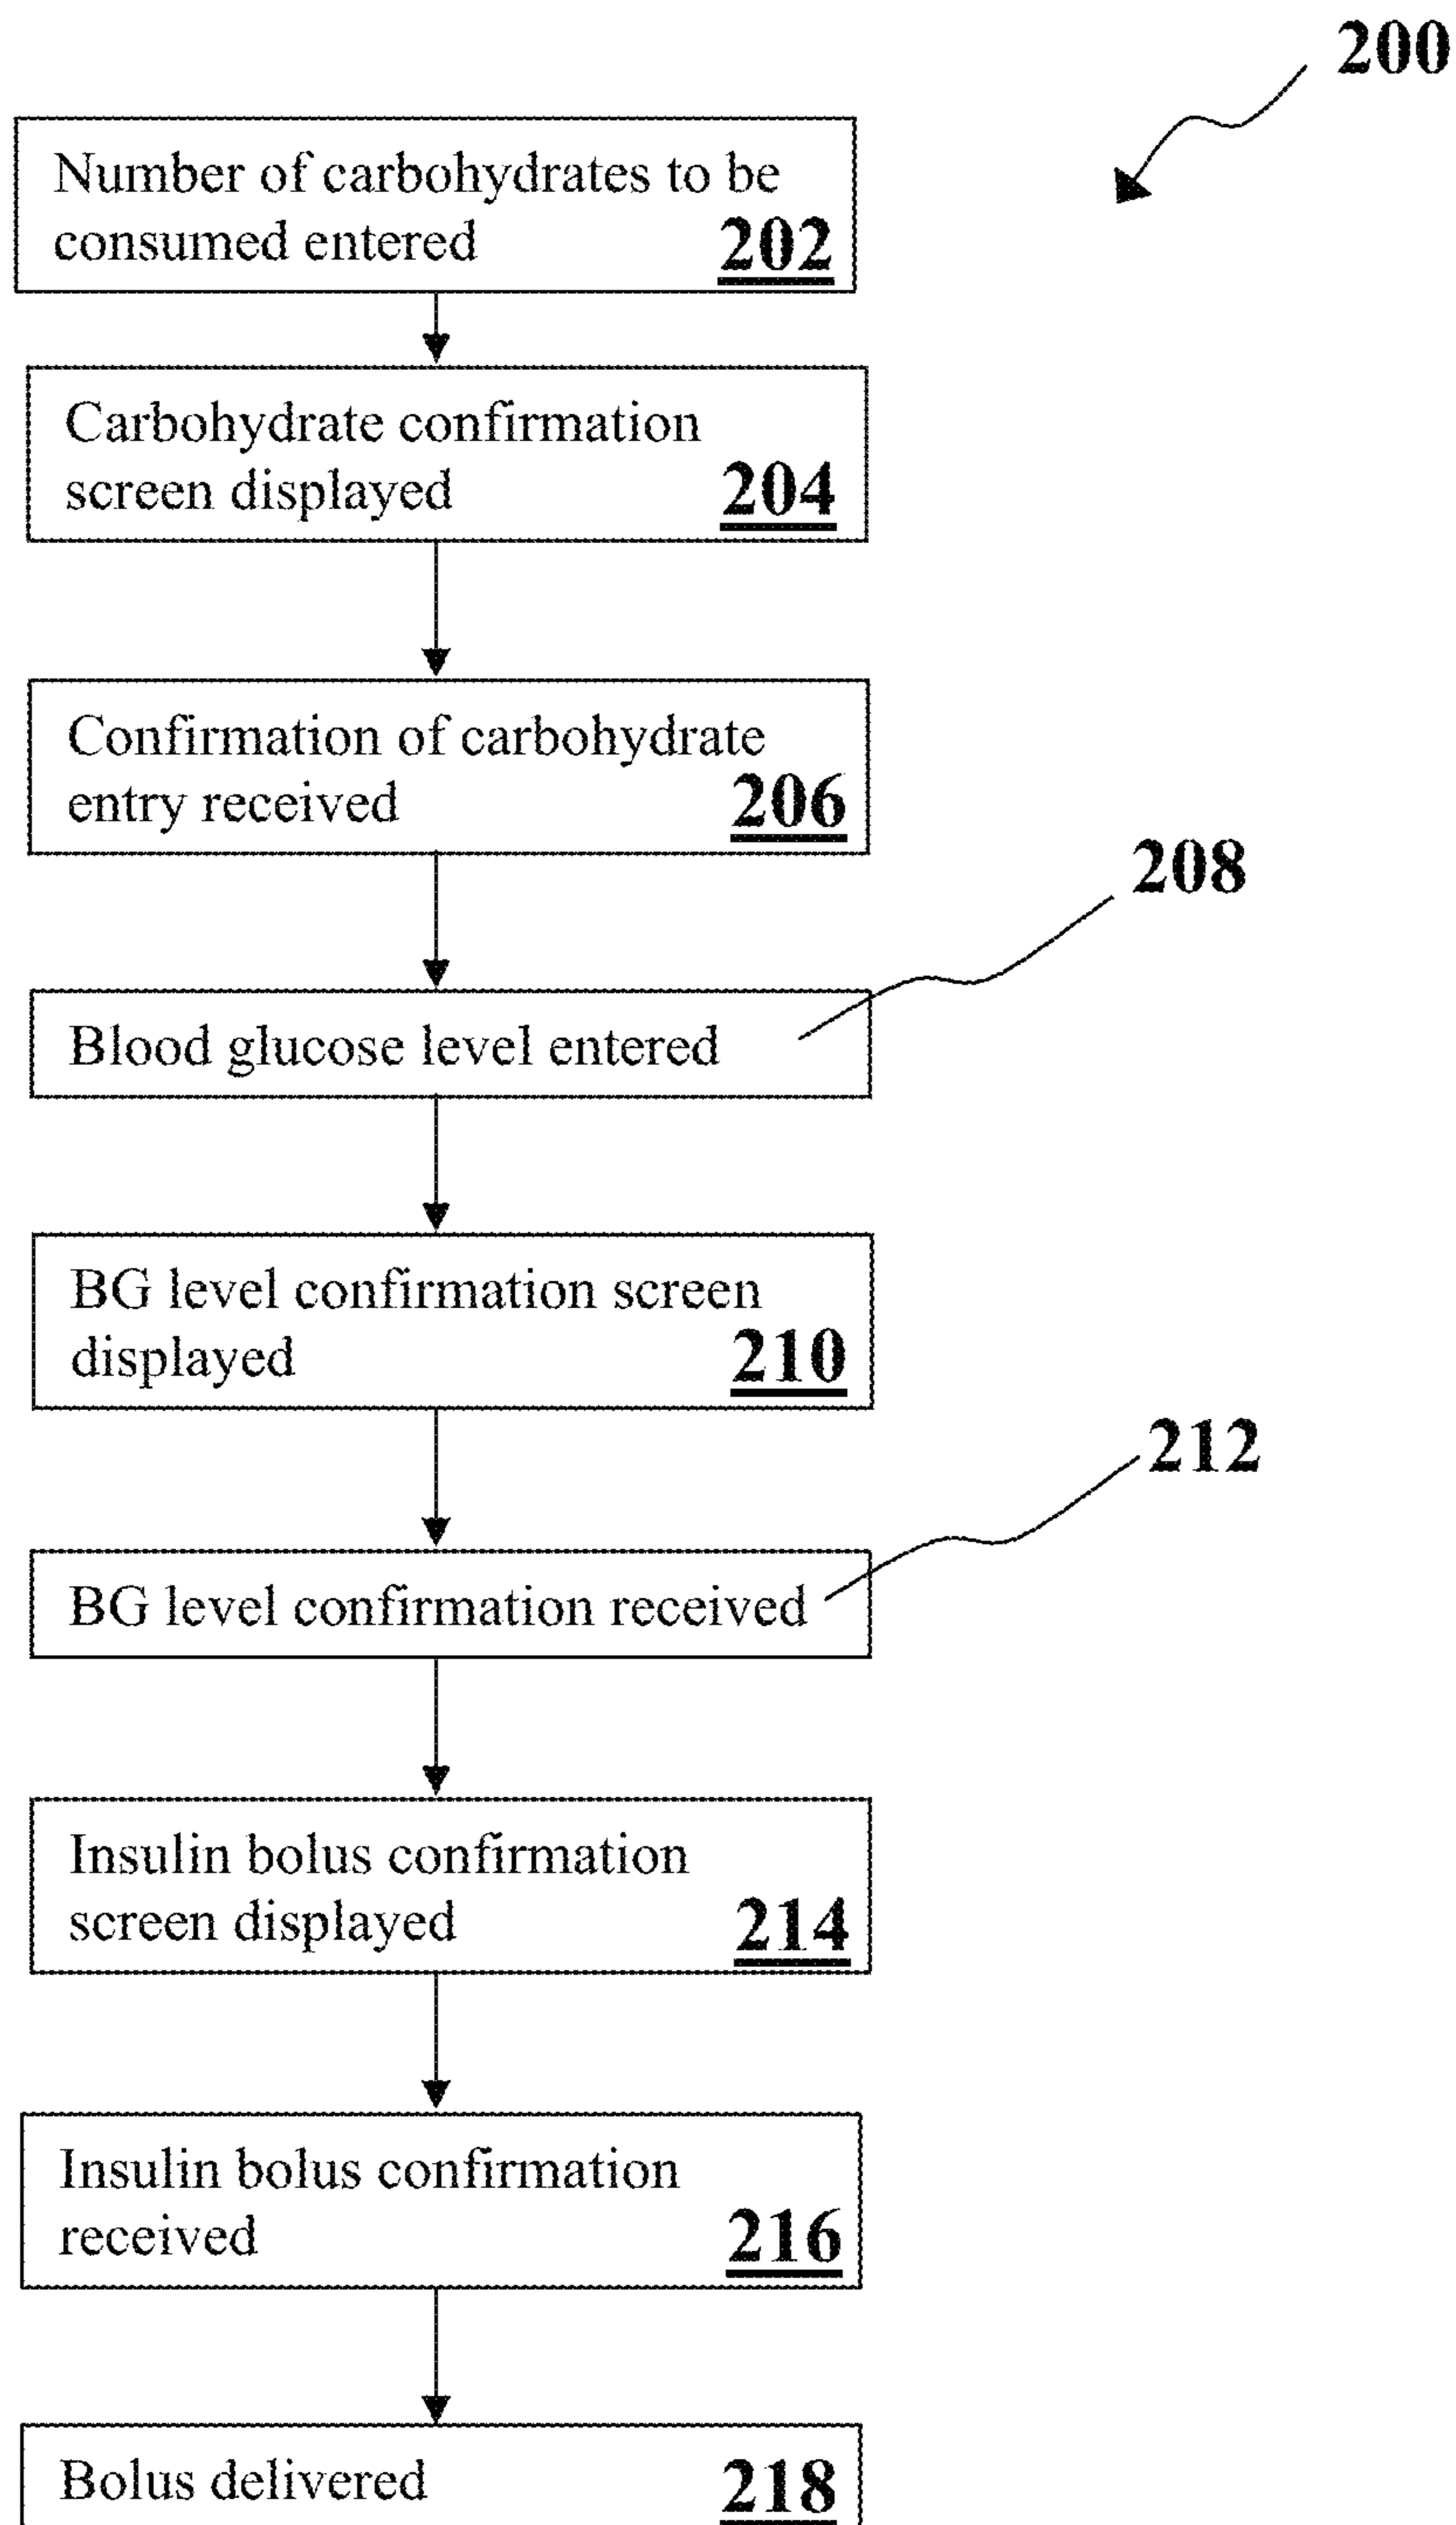 200
Number of carbohydrates to be
consumed entered 202
Carbohydrate confirmation
screen displayed 204
Confirmation of carbohydrate
entry received 206
208
Blood glucose level entered
BG level confirmation screen
displayed 210
212
BG level confirmation received
Insulin bolus confirmation
screen displayed 214
Insulin bolus confirmation
received 216
Bolus delivered 218